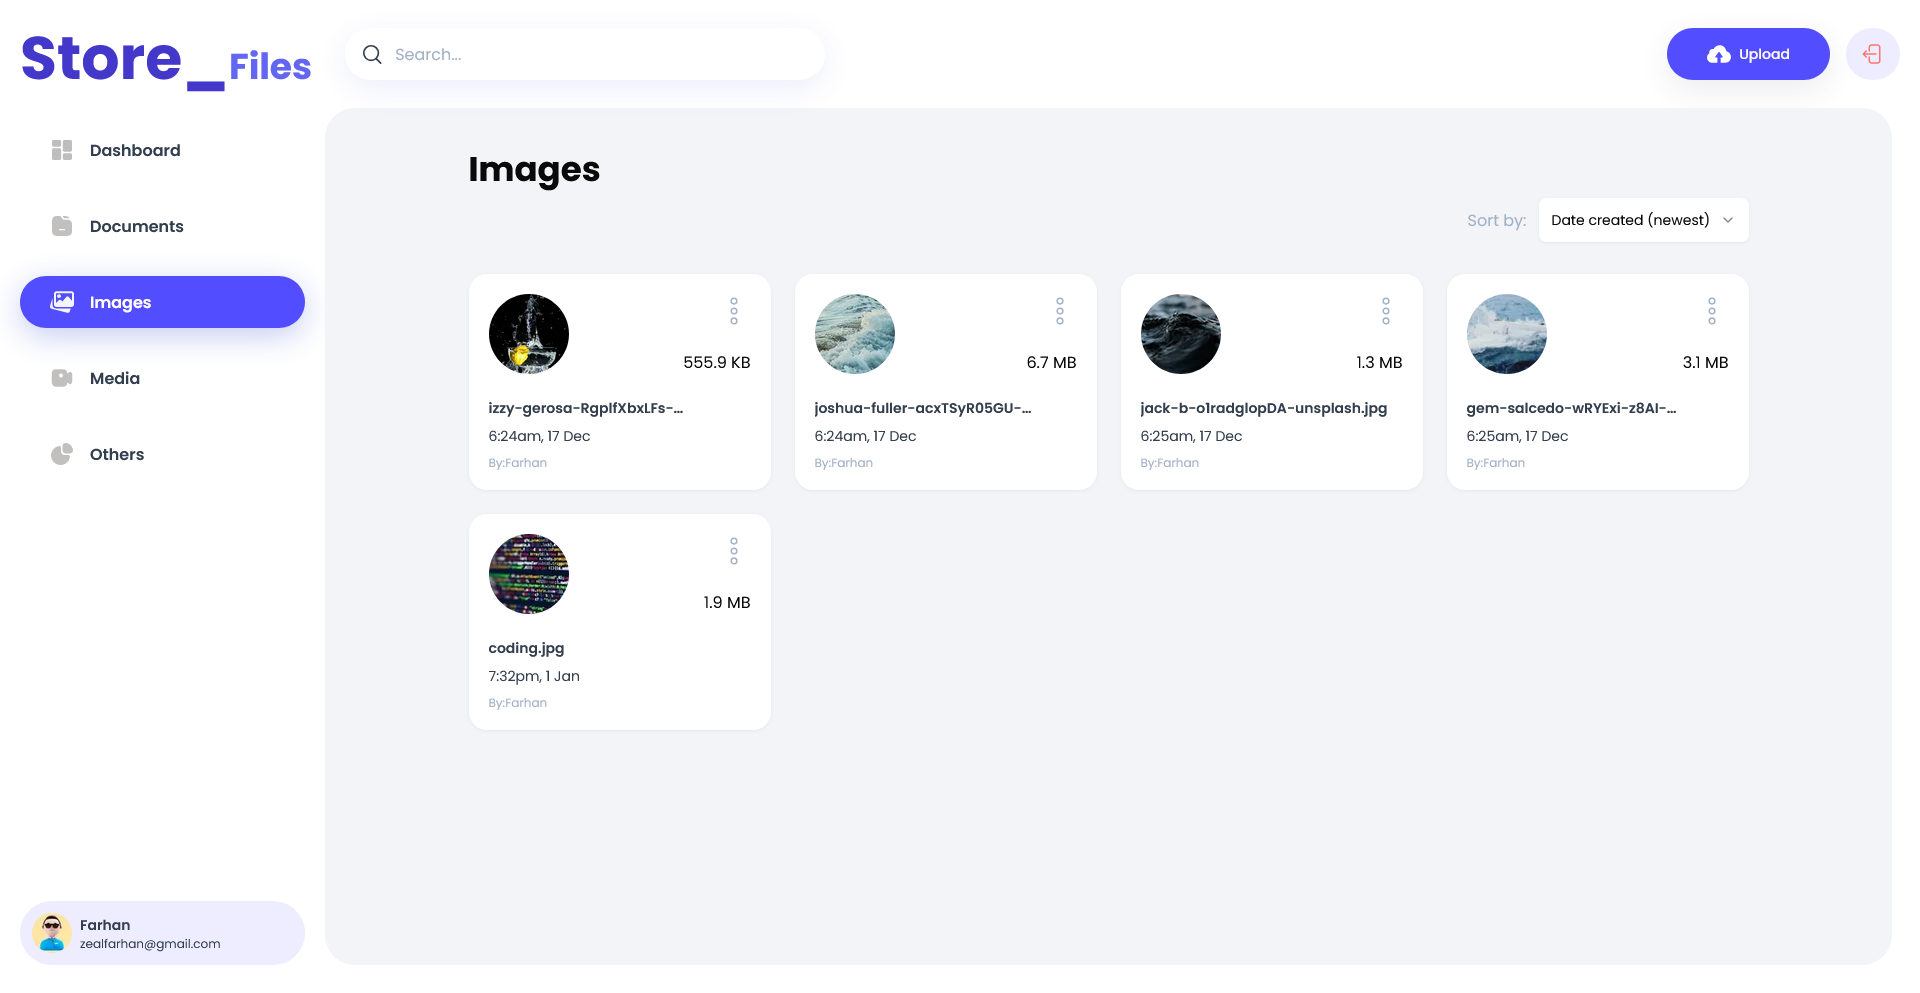 Store_Files
Search...
Upload
Dashboard
Documents
Images
Media
Others
Farhan
zealfarhan@gmail.com
Images
Sort by: Date created (newest)
555.9 KB
izzy-gerosa-RgplfXbxLFs-...
6:24am, 17 Dec
By:Farhan
6.7 MB
joshua-fuller-acxTSyR05GU-...
6:24am, 17 Dec
By:Farhan
1.3 MB
jack-b-o1radglopDA-unsplash.jpg
6:25am, 17 Dec
By:Farhan
3.1 MB
gem-salcedo-wRYExi-z8AI-...
6:25am, 17 Dec
By:Farhan
1.9 MB
coding.jpg
7:32pm, 1 Jan
By:Farhan